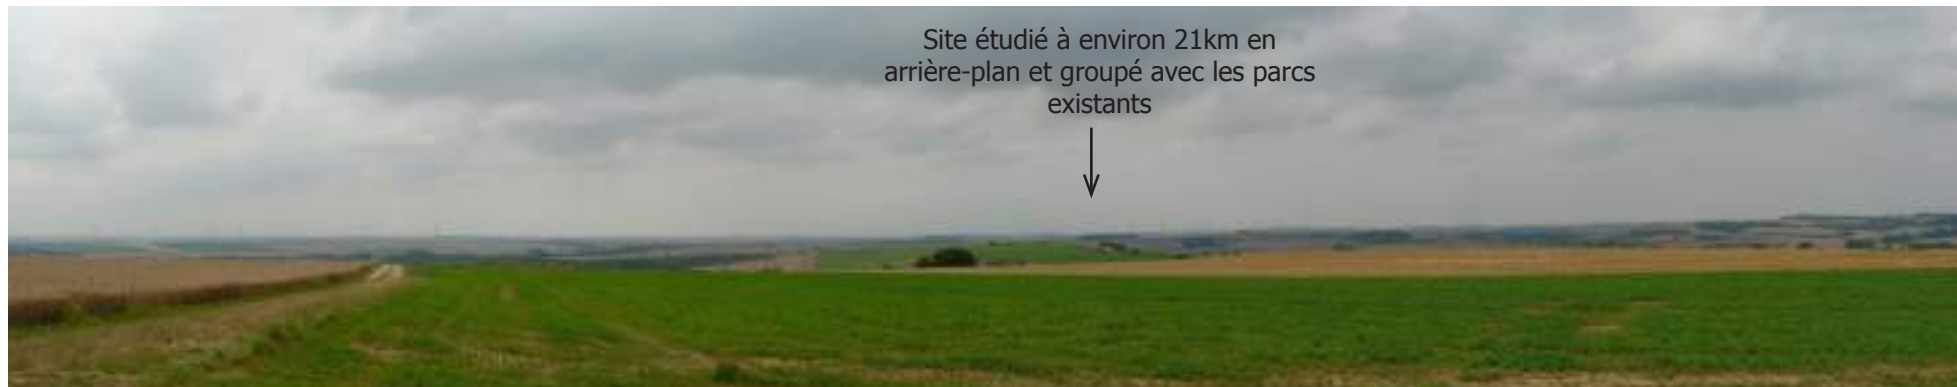 Site étudié à environ 21km en
arrière-plan et groupé avec les parcs
existants